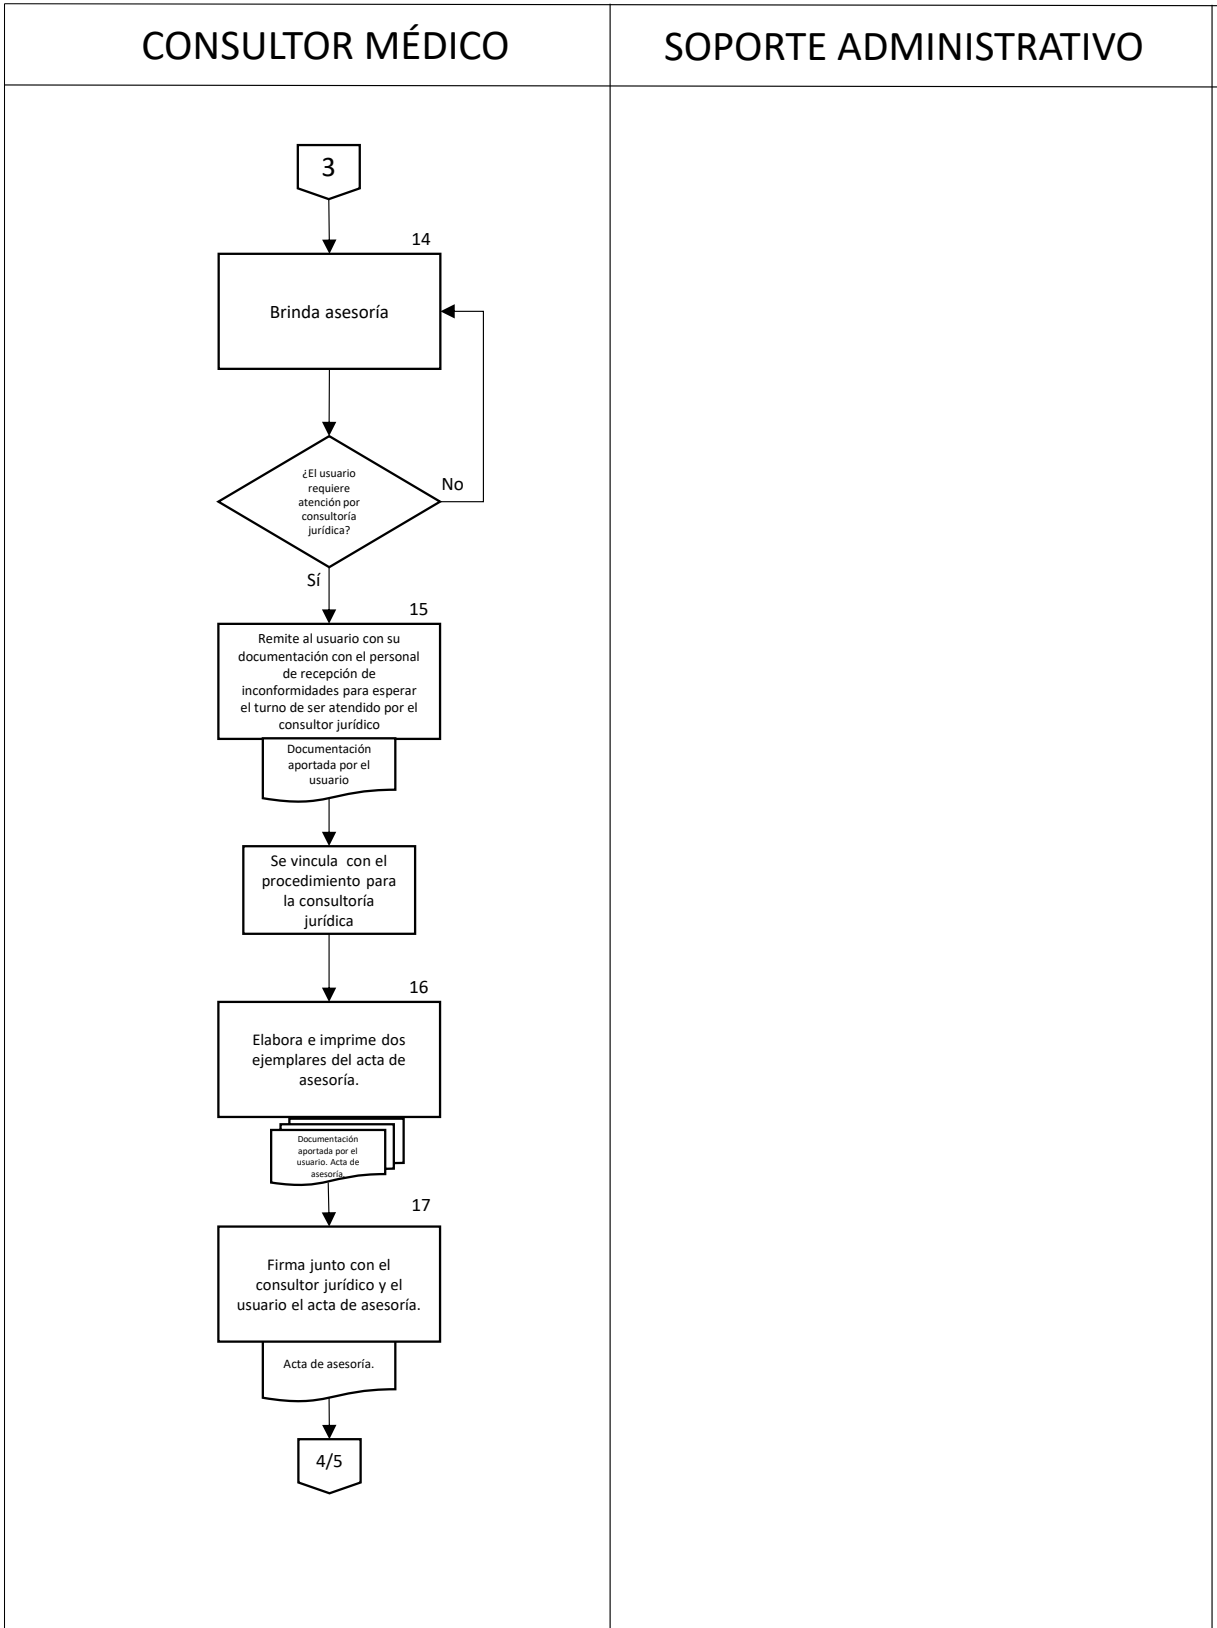 CONSULTOR MÉDICO
SOPORTE ADMINISTRATIVO
3
14
Brinda asesoría
¿El usuario
requiere
atención por
consultoría
jurídica?
No
Sí
15
Remite al usuario con su
documentación con el personal
de recepción de
inconformidades para esperar
el turno de ser atendido por el
consultor jurídico
Documentación
aportada por el
usuario
Se vincula con el
procedimiento para
la consultoría
jurídica
16
Elabora e imprime dos
ejemplares del acta de
asesoría.
Documentación
aportada por el
usuario. Acta de
asesoría.
17
Firma junto con el
consultor jurídico y el
usuario el acta de asesoría.
Acta de asesoría.
4/5